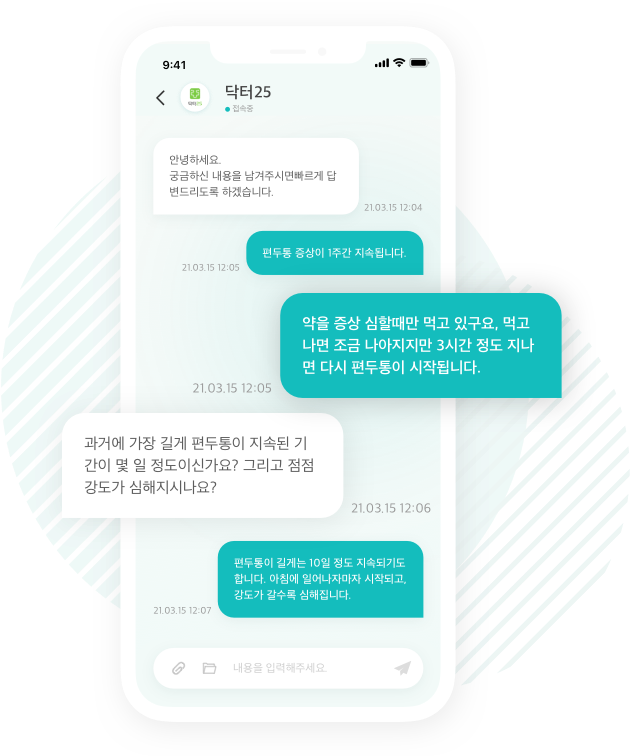 9:41
닥터25
닥터25
접속중
안녕하세요.
궁금하신 내용을 남겨주시면빠르게 답
변드리도록 하겠습니다.
21.03.15 12:04
편두통 증상이 1주간 지속됩니다.
21.03.15 12:05
약을 증상 심할때만 먹고 있구요, 먹고
나면 조금 나아지지만 3시간 정도 지나
면 다시 편두통이 시작됩니다.
21.03.15 12:05
과거에 가장 길게 편두통이 지속된 기
간이 몇 일 정도이신가요? 그리고 점점
강도가 심해지시나요?
21.03.15 12:06
편두통이 길게는 10일 정도 지속되기도
합니다. 아침에 일어나자마자 시작되고,
강도가 갈수록 심해집니다.
21.03.15 12:07
내용을 입력해주세요.